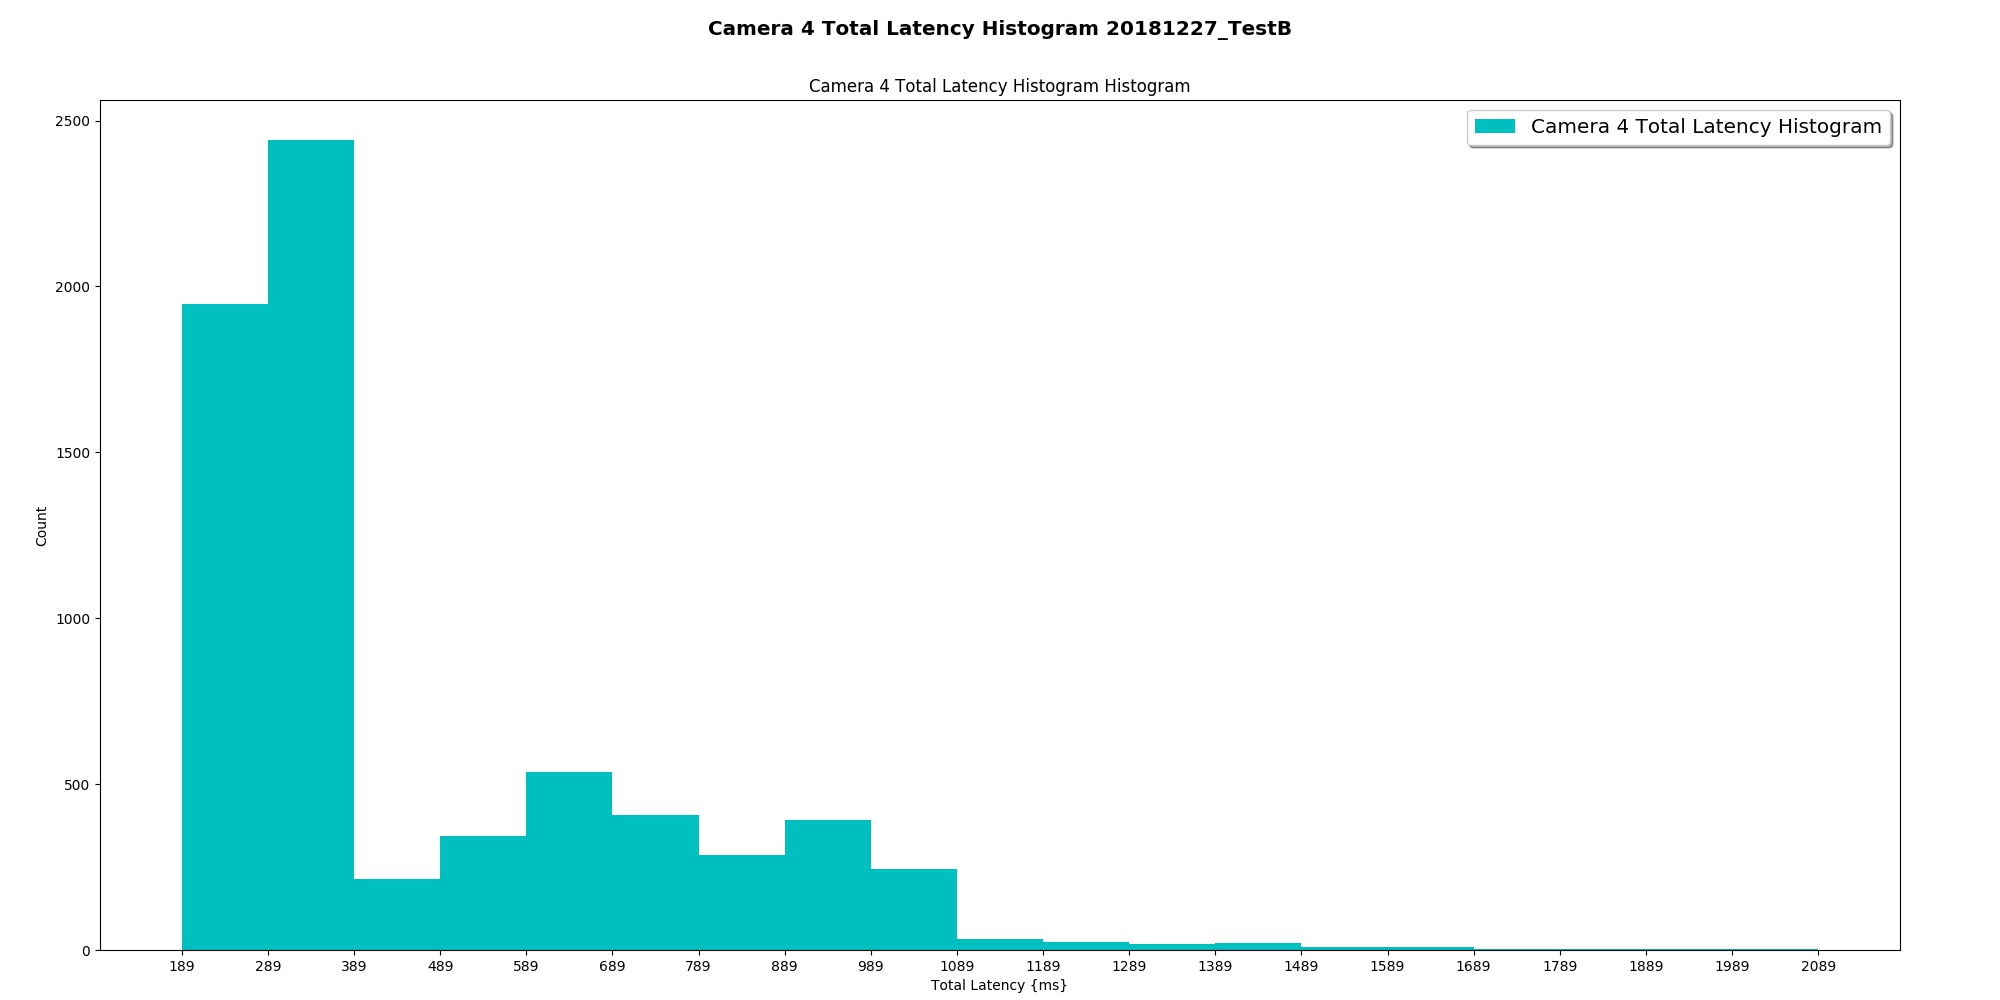 Camera 4 Total Latency Histogram 20181227_TestB
Camera 4 Total Latency Histogram Histogram
Camera 4 Total Latency Histogram
2500
2000
1500
1000
500
0
Count
189 289 389 489 589 689 789 889 989 1089 1189 1289 1389 1489 1589 1689 1789 1889 1989 2089
Total Latency {ms}